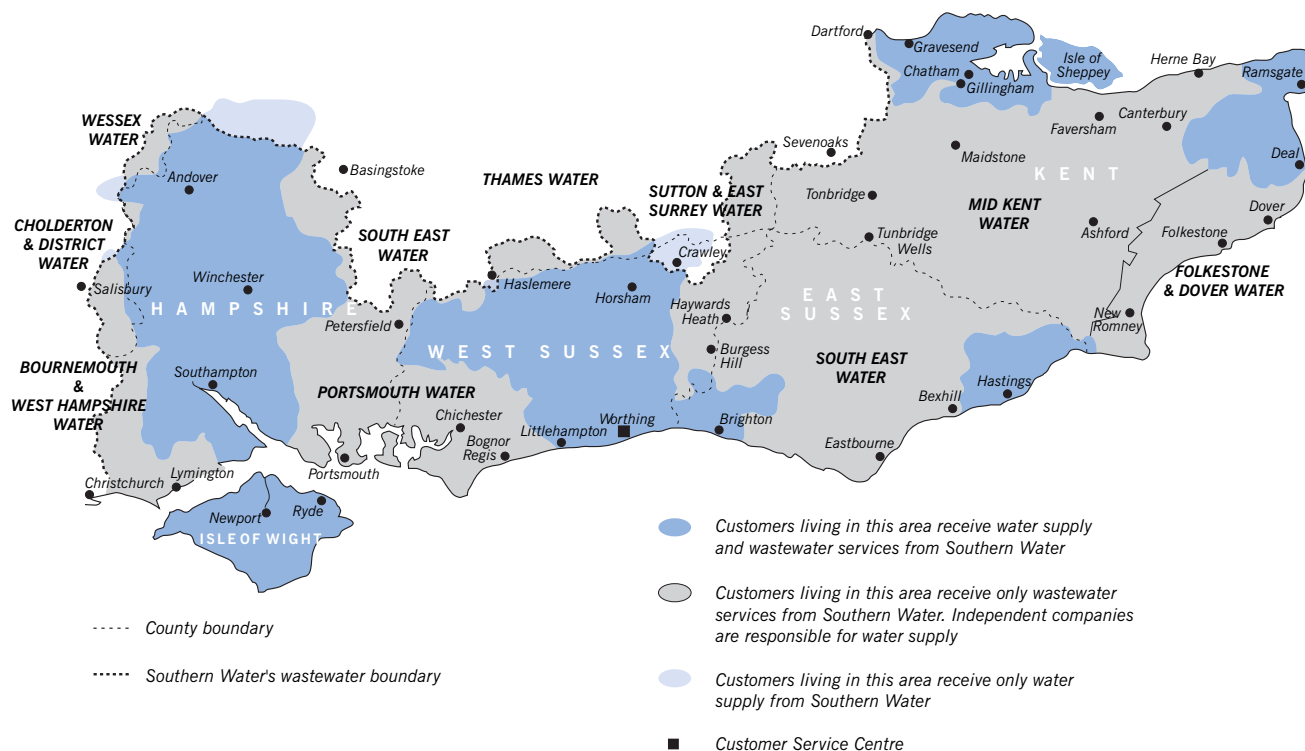 Dartford
Gravesend
Chatham
Gillingham
Isle of
Sheppey
Herne Bay
Ramsgate
WESSEX
WATER
Andover
Basingstoke
THAMES WATER
Sevenoaks
SUTTON & EAST
SURREY WATER
Maidstone
Faversham
Canterbury
KENT
Deal
Tonbridge
MID KENT
WATER
Dover
CHOLDERTON
& DISTRICT
WATER
SOUTH EAST
WATER
Tunbridge
Wells
Ashford
Folkestone
FOLKESTONE
& DOVER WATER
Salisbury
Winchester
HAMPSHIRE
Haslemere
Crawley
Horsham
Petersfield
Haywards
Heath
EAST
SUSSEX
New
Romney
WEST SUSSEX
Burgess
Hill
SOUTH EAST
WATER
BOURNEMOUTH
&
WEST HAMPSHIRE
WATER
Southampton
PORTSMOUTH WATER
Chichester
Bognor
Regis
Littlehampton
Worthing
Brighton
Bexhill
Hastings
Eastbourne
Christchurch
Lymington
Portsmouth
Newport
Ryde
ISLE OF WIGHT
County boundary
Southern Water's wastewater boundary
Customers living in this area receive water supply
and wastewater services from Southern Water
Customers living in this area receive only wastewater
services from Southern Water. Independent companies
are responsible for water supply
Customers living in this area receive only water
supply from Southern Water
Customer Service Centre